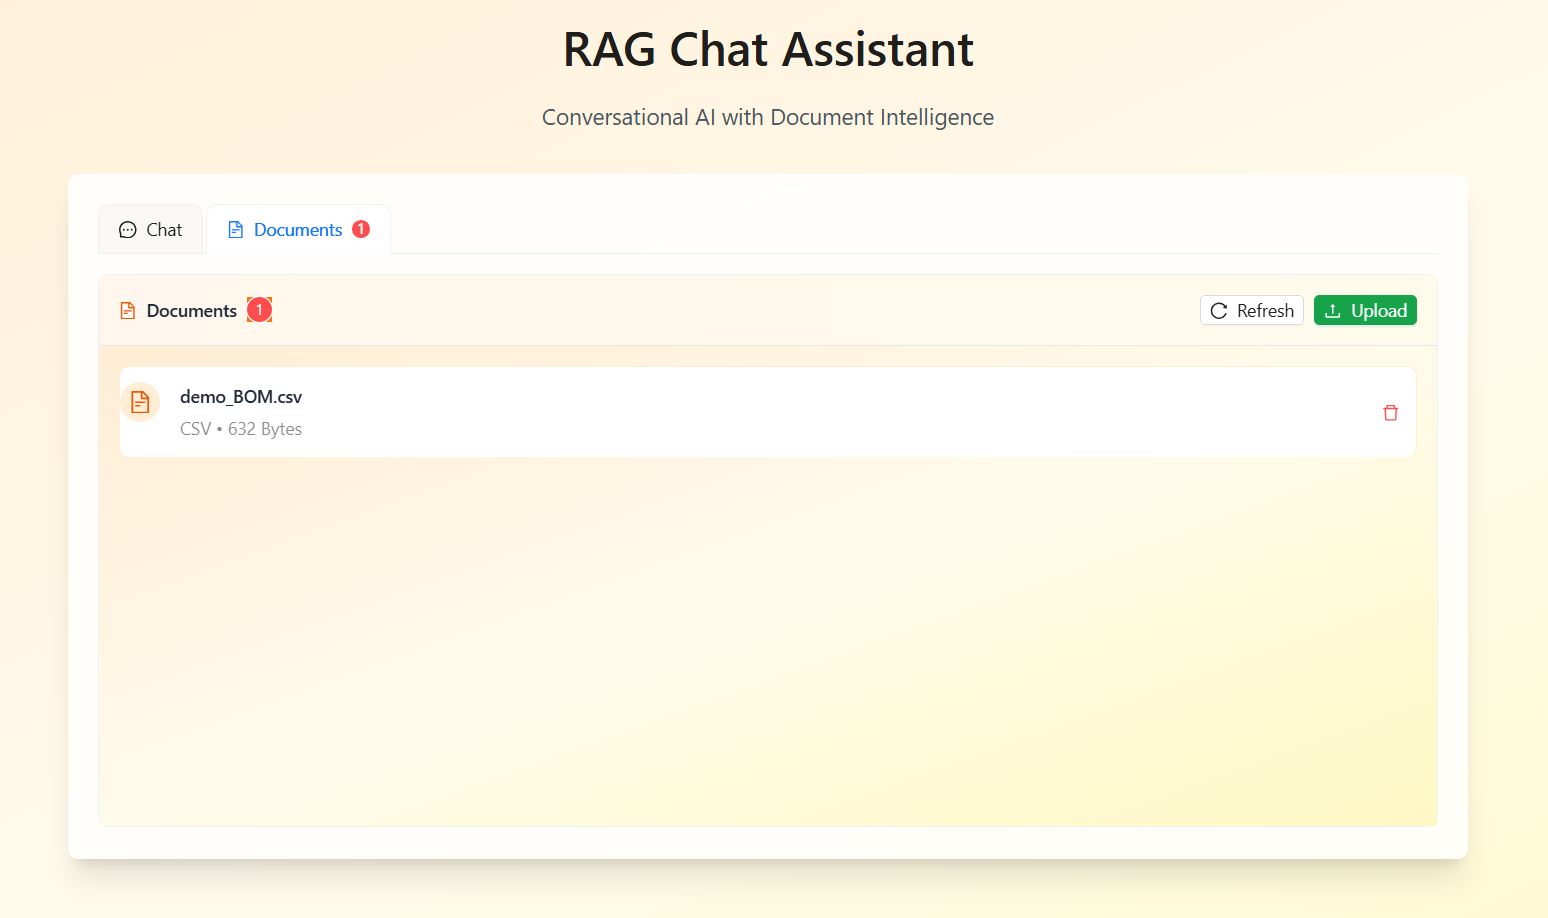 RAG Chat Assistant
Conversational AI with Document Intelligence
Chat Documents 1
Documents 1 Refresh Upload
demo_BOM.csv
CSV • 632 Bytes